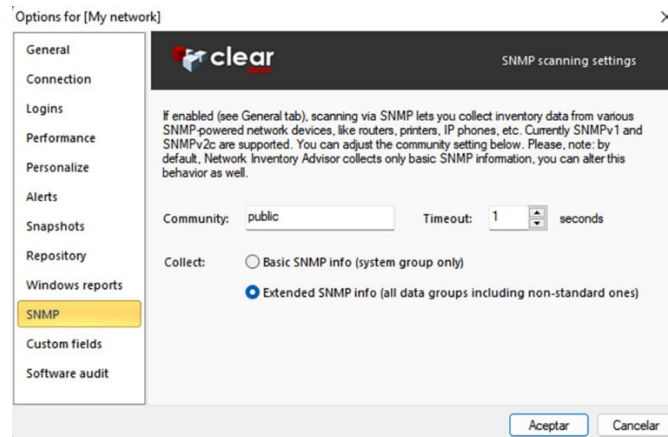 Options for [My network]
General
Connection
Logins
Performance
Personalize
Alerts
Snapshots
Repository
Windows reports
SNMP
Custom fields
Software audit
clear
apps
SNMP scanning settings
If enabled (see General tab), scanning via SNMP lets you collect inventory data from various
SNMP-powered network devices, like routers, printers, IP phones, etc. Currently SNMPv1 and
SNMPv2c are supported. You can adjust the community setting below. Please, note: by
default, Network Inventory Advisor collects only basic SNMP information, you can alter this
behavior as well.
Community: public Timeout: 1 seconds
Collect: Basic SNMP info (system group only)
Extended SNMP info (all data groups including non-standard ones)
Aceptar Cancelar